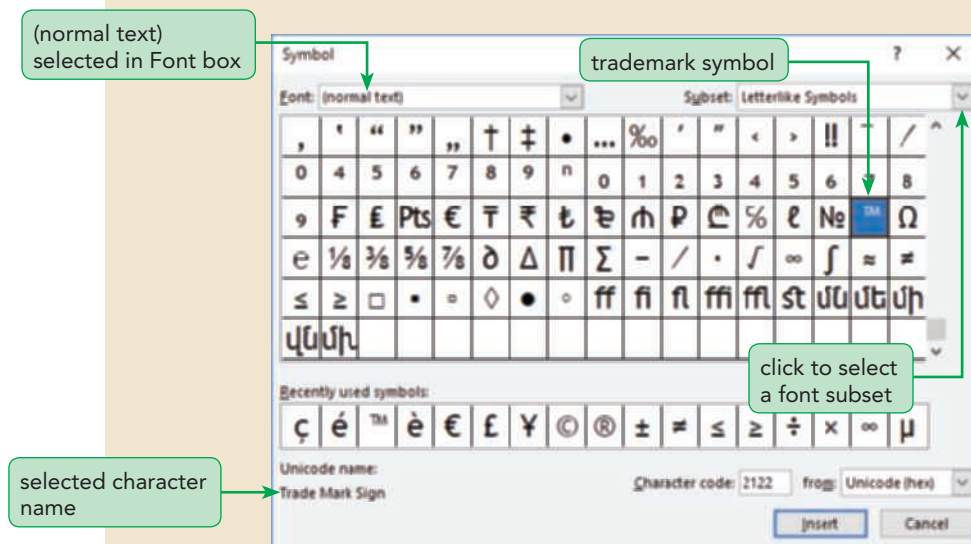 (normal text)
selected in Font box
Symbol ? ×
trademark symbol
Font: (normal text) Subset: Letterlike Symbols
‚ ‛ “ ” „ † ‡ • … ‰ ′ ″ ‹ › ‼ ‾ ⁄
⁰ ⁴ ⁵ ⁶ ⁷ ⁸ ⁹ ⁿ ₀ ₁ ₂ ₃ ₄ ₅ ₆ ₇ ₈
₉ ₣ ₤ ₧ € ₸ ₹ ₺ ₻ ₼ ₽ ₾ ℅ ℓ № ™ Ω
℮ ⅛ ⅜ ⅝ ⅞ ∂ ∆ ∏ ∑ − ∕ ∙ √ ∞ ∫ ≈ ≠
≤ ≥ □ ▪ ▫ ◊ ● ◦ ff fi fl ffi ffl st ﬓ ﬔ ﬕ
ﬖ ﬗ
click to select
a font subset
Recently used symbols:
ç é ™ è € £ ¥ © ® ± ≠ ≤ ≥ ÷ × ∞ µ
Unicode name:
Trade Mark Sign
Character code: 2122 from: Unicode (hex)
selected character
name
Insert Cancel